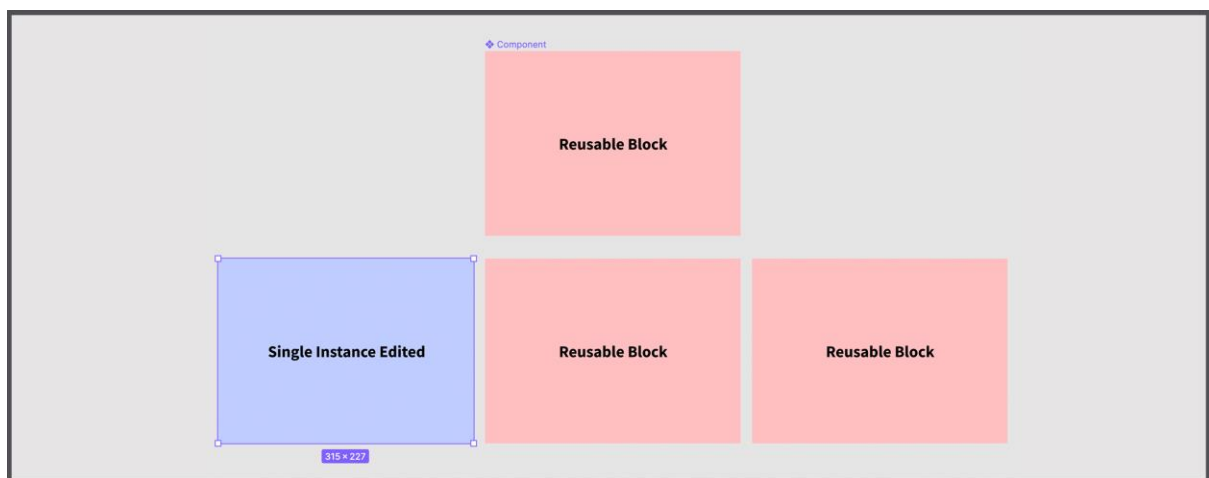 Component
Reusable Block
Single Instance Edited
Reusable Block
Reusable Block
315 × 227